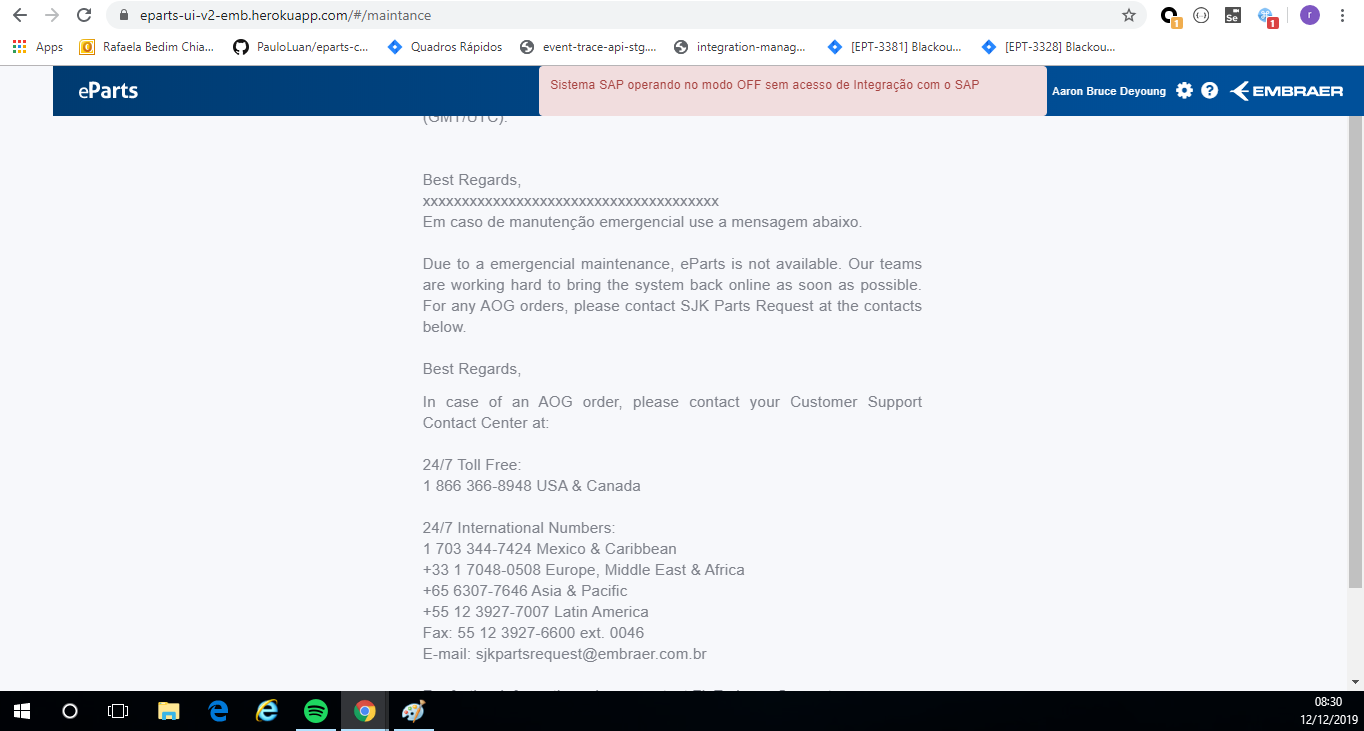 eparts-ui-v2-emb.herokuapp.com/#/maintance
1
Se
1
r
Apps
Rafaela Bedim Chia...
PauloLuan/eparts-c...
Quadros Rápidos
event-trace-api-stg....
integration-manag...
[EPT-3381] Blackou...
[EPT-3328] Blackou...
eParts
Sistema SAP operando no modo OFF sem acesso de Integração com o SAP
Aaron Bruce Deyoung
EMBRAER
(GMT/UTC).
Best Regards,
xxxxxxxxxxxxxxxxxxxxxxxxxxxxxxxxxxxxxx
Em caso de manutenção emergencial use a mensagem abaixo.
Due to a emergencial maintenance, eParts is not available. Our teams
are working hard to bring the system back online as soon as possible.
For any AOG orders, please contact SJK Parts Request at the contacts
below.
Best Regards,
In case of an AOG order, please contact your Customer Support
Contact Center at:
24/7 Toll Free:
1 866 366-8948 USA & Canada
24/7 International Numbers:
1 703 344-7424 Mexico & Caribbean
+33 1 7048-0508 Europe, Middle East & Africa
+65 6307-7646 Asia & Pacific
+55 12 3927-7007 Latin America
Fax: 55 12 3927-6600 ext. 0046
E-mail: sjkpartsrequest@embraer.com.br
08:30
12/12/2019